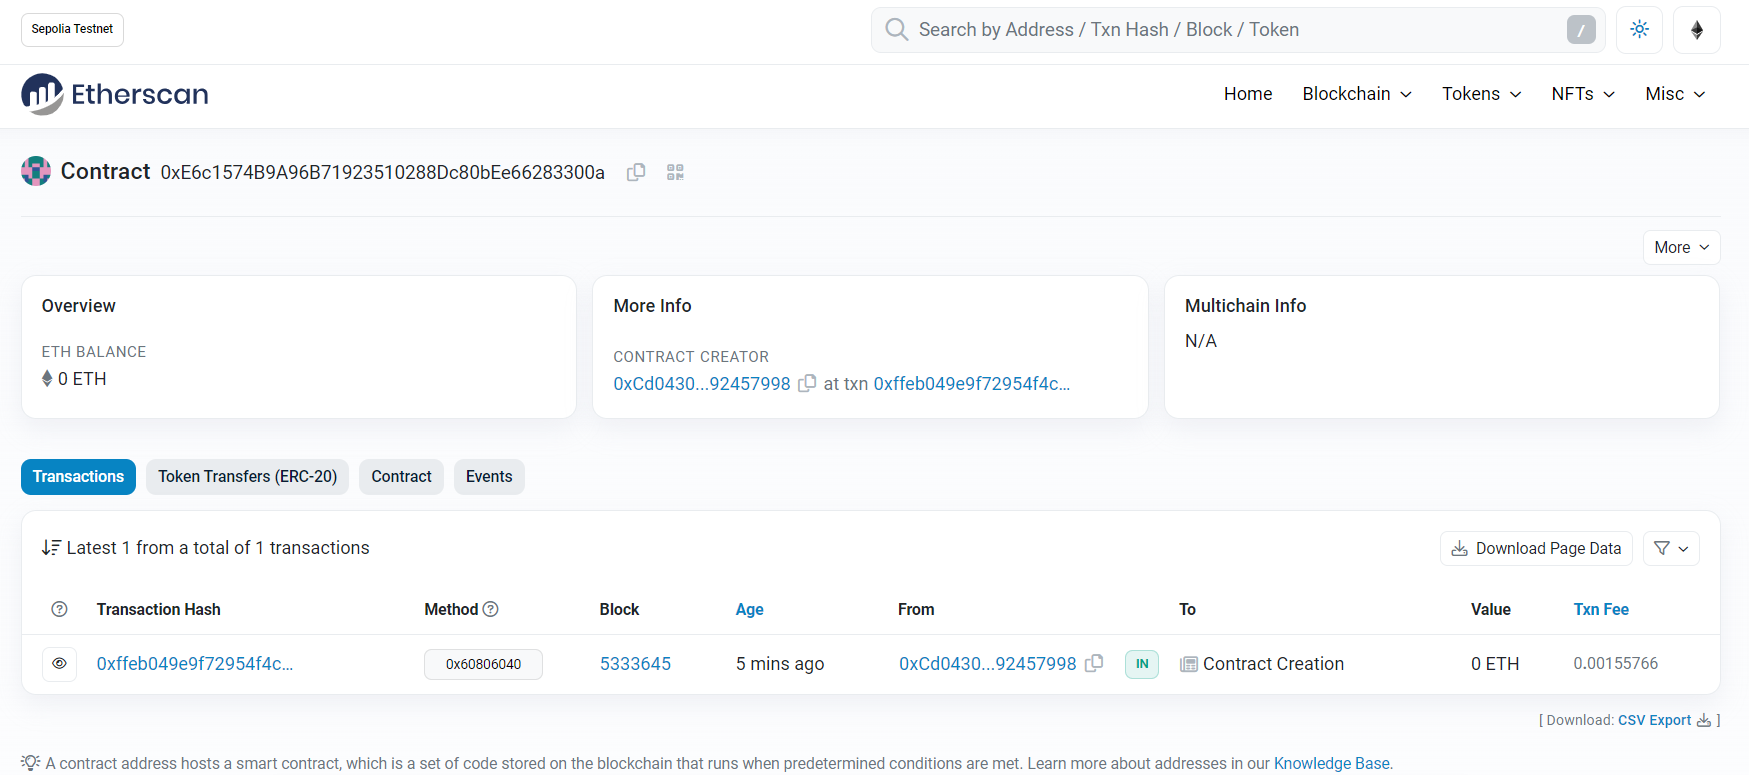 Sepolia Testnet
Search by Address / Txn Hash / Block / Token /
Etherscan
Home Blockchain Tokens NFTs Misc
Contract 0xE6c1574B9A96B71923510288Dc80bEe66283300a
More
Overview
ETH BALANCE
0 ETH
More Info
CONTRACT CREATOR
0xCd0430...92457998 at txn 0xffeb049e9f72954f4c...
Multichain Info
N/A
Transactions Token Transfers (ERC-20) Contract Events
Latest 1 from a total of 1 transactions
Download Page Data
Transaction Hash Method Block Age From To Value Txn Fee
0xffeb049e9f72954f4c... 0x60806040 5333645 5 mins ago 0xCd0430...92457998 IN Contract Creation 0 ETH 0.00155766
[ Download: CSV Export ]
A contract address hosts a smart contract, which is a set of code stored on the blockchain that runs when predetermined conditions are met. Learn more about addresses in our Knowledge Base.